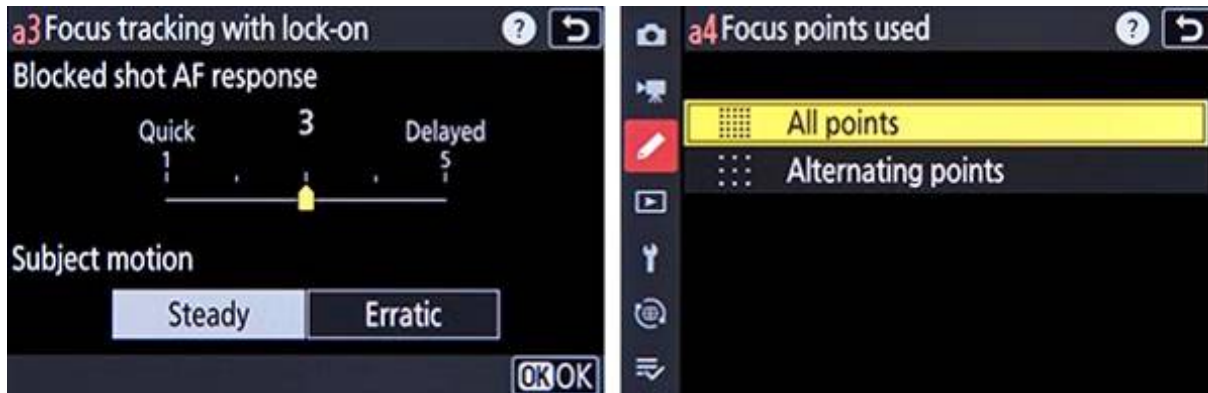 a3 Focus tracking with lock-on ?
Blocked shot AF response
Quick 3 Delayed
1 5
Subject motion
Steady Erratic
OK OK
a4 Focus points used ?
All points
Alternating points